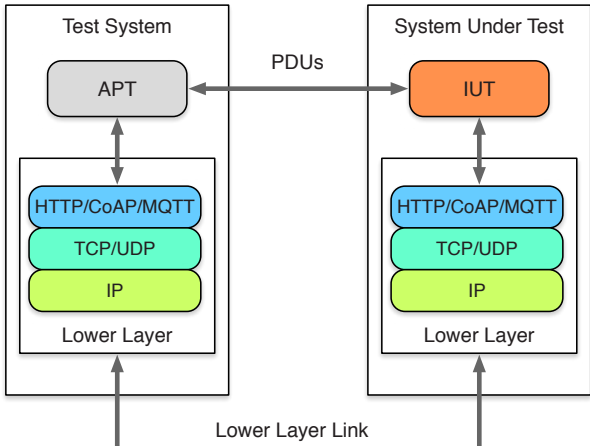 Test System
System Under Test
PDUs
APT
IUT
HTTP/CoAP/MQTT
TCP/UDP
IP
Lower Layer
HTTP/CoAP/MQTT
TCP/UDP
IP
Lower Layer
Lower Layer Link